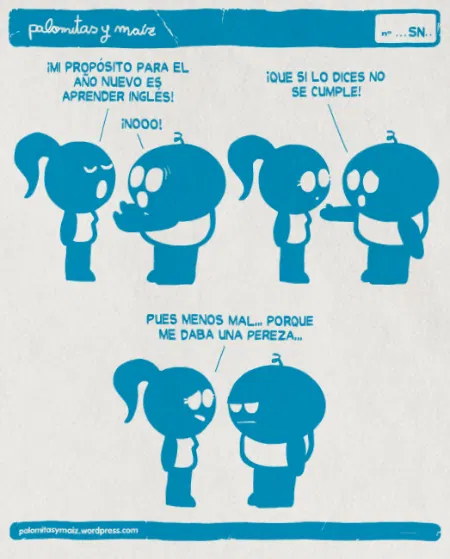 palomitas y maíz
nº ...SN..
¡MI PROPÓSITO PARA EL
AÑO NUEVO ES
APRENDER INGLÉS!
¡NOOO!
¡QUE SI LO DICES NO
SE CUMPLE!
PUES MENOS MAL... PORQUE
ME DABA UNA PEREZA...
palomitasymaiz.wordpress.com